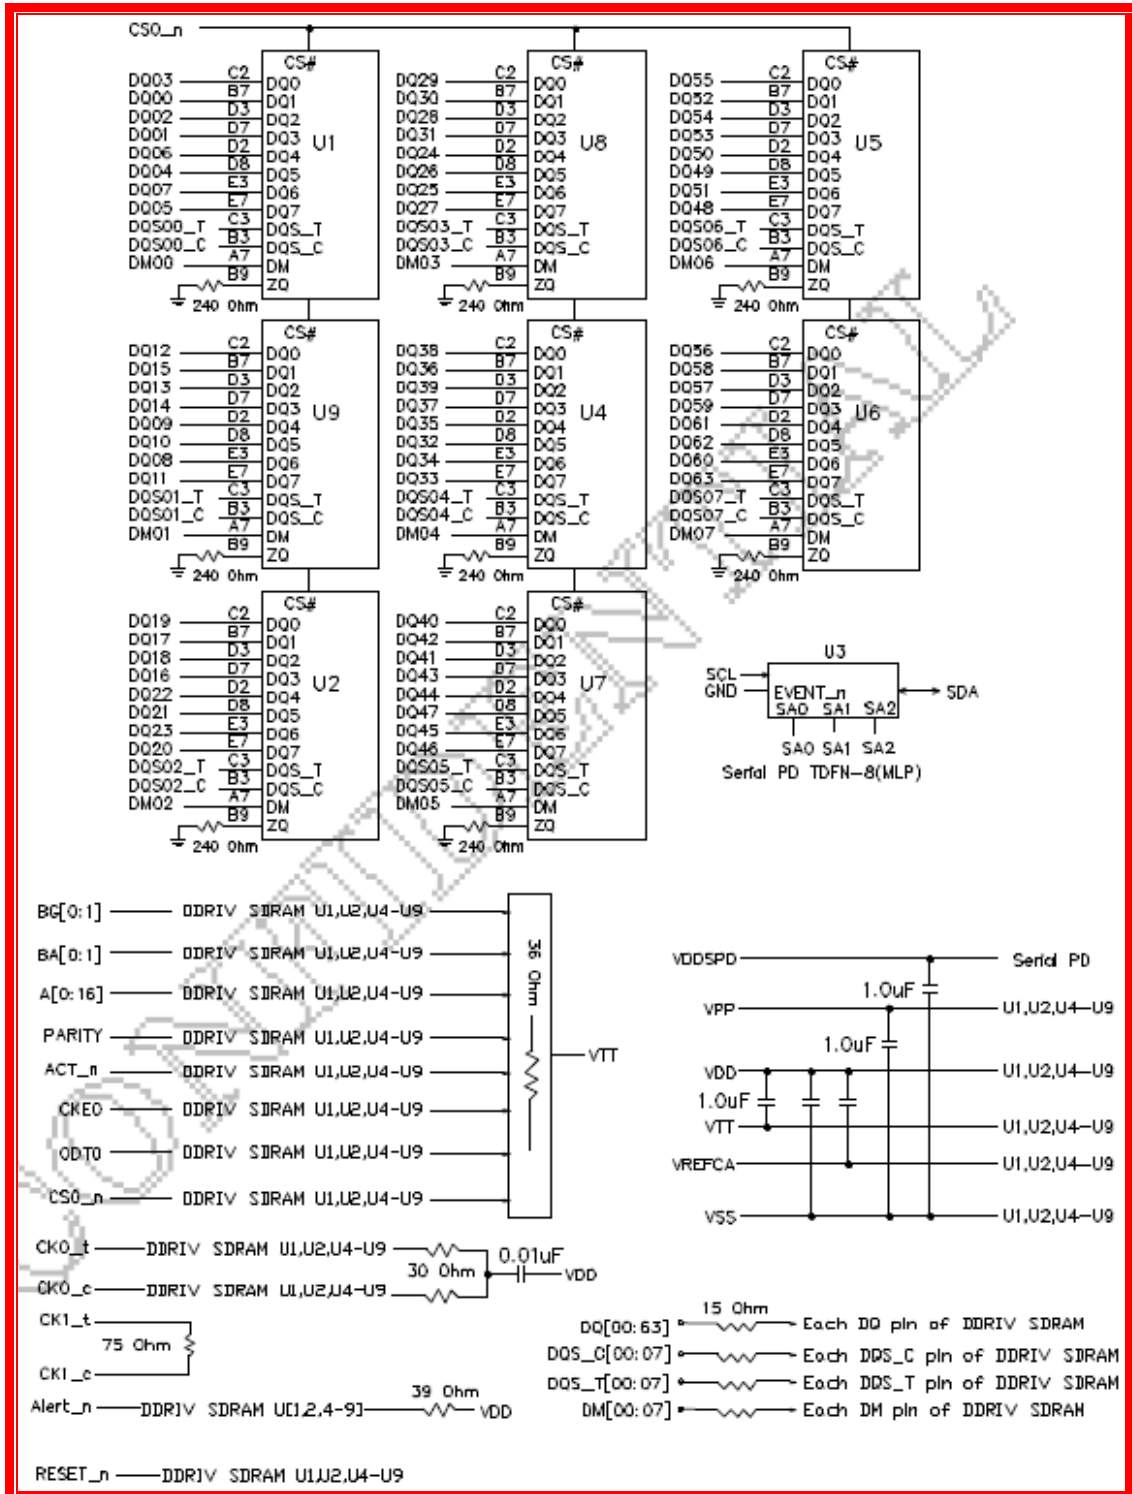 CS0_n
CS#
DQ03 C2 DQ0
DQ00 B7 DQ1
DQ02 D3 DQ2
DQ01 D7 DQ3
DQ06 D2 DQ4
DQ04 D8 DQ5
DQ07 E3 DQ6
DQ05 E7 DQ7
DQS00_T C3 DQS_T
DQS00_C B3 DQS_C
DM00 A7 DM
B9 ZQ
240 Ohm
U1
CS#
DQ29 C2 DQ0
DQ30 B7 DQ1
DQ28 D3 DQ2
DQ31 D7 DQ3
DQ24 D2 DQ4
DQ26 D8 DQ5
DQ25 E3 DQ6
DQ27 E7 DQ7
DQS03_T C3 DQS_T
DQS03_C B3 DQS_C
DM03 A7 DM
B9 ZQ
240 Ohm
U8
CS#
DQ55 C2 DQ0
DQ52 B7 DQ1
DQ54 D3 DQ2
DQ53 D7 DQ3
DQ50 D2 DQ4
DQ49 D8 DQ5
DQ51 E3 DQ6
DQ48 E7 DQ7
DQS06_T C3 DQS_T
DQS06_C B3 DQS_C
DM06 A7 DM
B9 ZQ
240 Ohm
U5
CS#
DQ12 C2 DQ0
DQ15 B7 DQ1
DQ13 D3 DQ2
DQ14 D7 DQ3
DQ09 D2 DQ4
DQ10 D8 DQ5
DQ08 E3 DQ6
DQ11 E7 DQ7
DQS01_T C3 DQS_T
DQS01_C B3 DQS_C
DM01 A7 DM
B9 ZQ
240 Ohm
U9
CS#
DQ38 C2 DQ0
DQ36 B7 DQ1
DQ39 D3 DQ2
DQ37 D7 DQ3
DQ35 D2 DQ4
DQ32 D8 DQ5
DQ34 E3 DQ6
DQ33 E7 DQ7
DQS04_T C3 DQS_T
DQS04_C B3 DQS_C
DM04 A7 DM
B9 ZQ
240 Ohm
U4
CS#
DQ56 C2 DQ0
DQ58 B7 DQ1
DQ57 D3 DQ2
DQ59 D7 DQ3
DQ61 D2 DQ4
DQ62 D8 DQ5
DQ60 E3 DQ6
DQ63 E7 DQ7
DQS07_T C3 DQS_T
DQS07_C B3 DQS_C
DM07 A7 DM
B9 ZQ
240 Ohm
U6
CS#
DQ19 C2 DQ0
DQ17 B7 DQ1
DQ18 D3 DQ2
DQ16 D7 DQ3
DQ22 D2 DQ4
DQ21 D8 DQ5
DQ23 E3 DQ6
DQ20 E7 DQ7
DQS02_T C3 DQS_T
DQS02_C B3 DQS_C
DM02 A7 DM
B9 ZQ
240 Ohm
U2
CS#
DQ40 C2 DQ0
DQ42 B7 DQ1
DQ41 D3 DQ2
DQ43 D7 DQ3
DQ44 D2 DQ4
DQ47 D8 DQ5
DQ45 E3 DQ6
DQ46 E7 DQ7
DQS05_T C3 DQS_T
DQS05_C B3 DQS_C
DM05 A7 DM
B9 ZQ
240 Ohm
U7
U3
SCL
GND EVENT_n SDA
SA0 SA1 SA2
SA0 SA1 SA2
Serial PD TDFN-8(MLP)
BG[0:1] DDRIV SDRAM U1,U2,U4-U9
BA[0:1] DDRIV SDRAM U1,U2,U4-U9
A[0:16] DDRIV SDRAM U1,U2,U4-U9
PARITY DDRIV SDRAM U1,U2,U4-U9
ACT_n DDRIV SDRAM U1,U2,U4-U9
CKE0 DDRIV SDRAM U1,U2,U4-U9
ODT0 DDRIV SDRAM U1,U2,U4-U9
CS0_n DDRIV SDRAM U1,U2,U4-U9
36 Ohm
VTT
VDDSPD Serial PD
1.0uF
VPP U1,U2,U4-U9
1.0uF
VDD U1,U2,U4-U9
1.0uF
VTT U1,U2,U4-U9
VREFCA U1,U2,U4-U9
VSS U1,U2,U4-U9
CK0_t DDRIV SDRAM U1,U2,U4-U9
30 Ohm 0.01uF VDD
CK0_c DDRIV SDRAM U1,U2,U4-U9
CK1_t
75 Ohm
CK1_c
Alert_n DDRIV SDRAM U[1,2,4-9] 39 Ohm VDD
RESET_n DDRIV SDRAM U1,U2,U4-U9
15 Ohm
DQ[00:63] Each DQ pin of DDRIV SDRAM
DQS_C[00:07] Each DQS_C pin of DDRIV SDRAM
DQS_T[00:07] Each DQS_T pin of DDRIV SDRAM
DM[00:07] Each DM pin of DDRIV SDRAM
CONFIDENTIAL